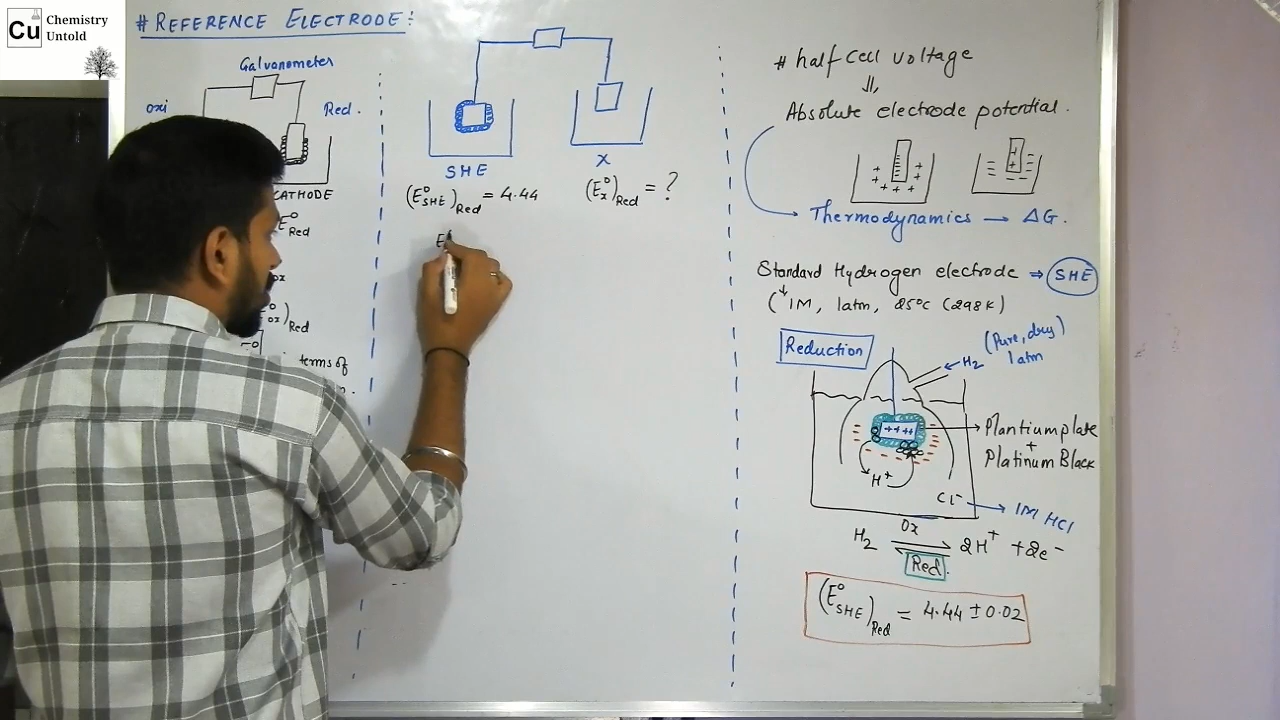 Cu
Chemistry
Untold
# REFERENCE ELECTRODE:
Galvanometer
oxi
Red.
CATHODE
E°Red
ox
ox)Red
terms of
SHE
X
(E°SHE)Red = 4.44
(E°x)Red = ?
E
# half cell voltage
Absolute electrode potential.
Thermodynamics → ΔG.
Standard Hydrogen electrode ⇒ SHE
(1M, 1atm, 25°C (298K)
Reduction
H₂
(Pure, dry)
1atm
Plantiumplate
+
Platinum Black
H⁺
Cl⁻
1M HCl
Ox
H₂ ⇌ 2H⁺ + 2e⁻
Red.
(E°SHE)Red = 4.44 ± 0.02